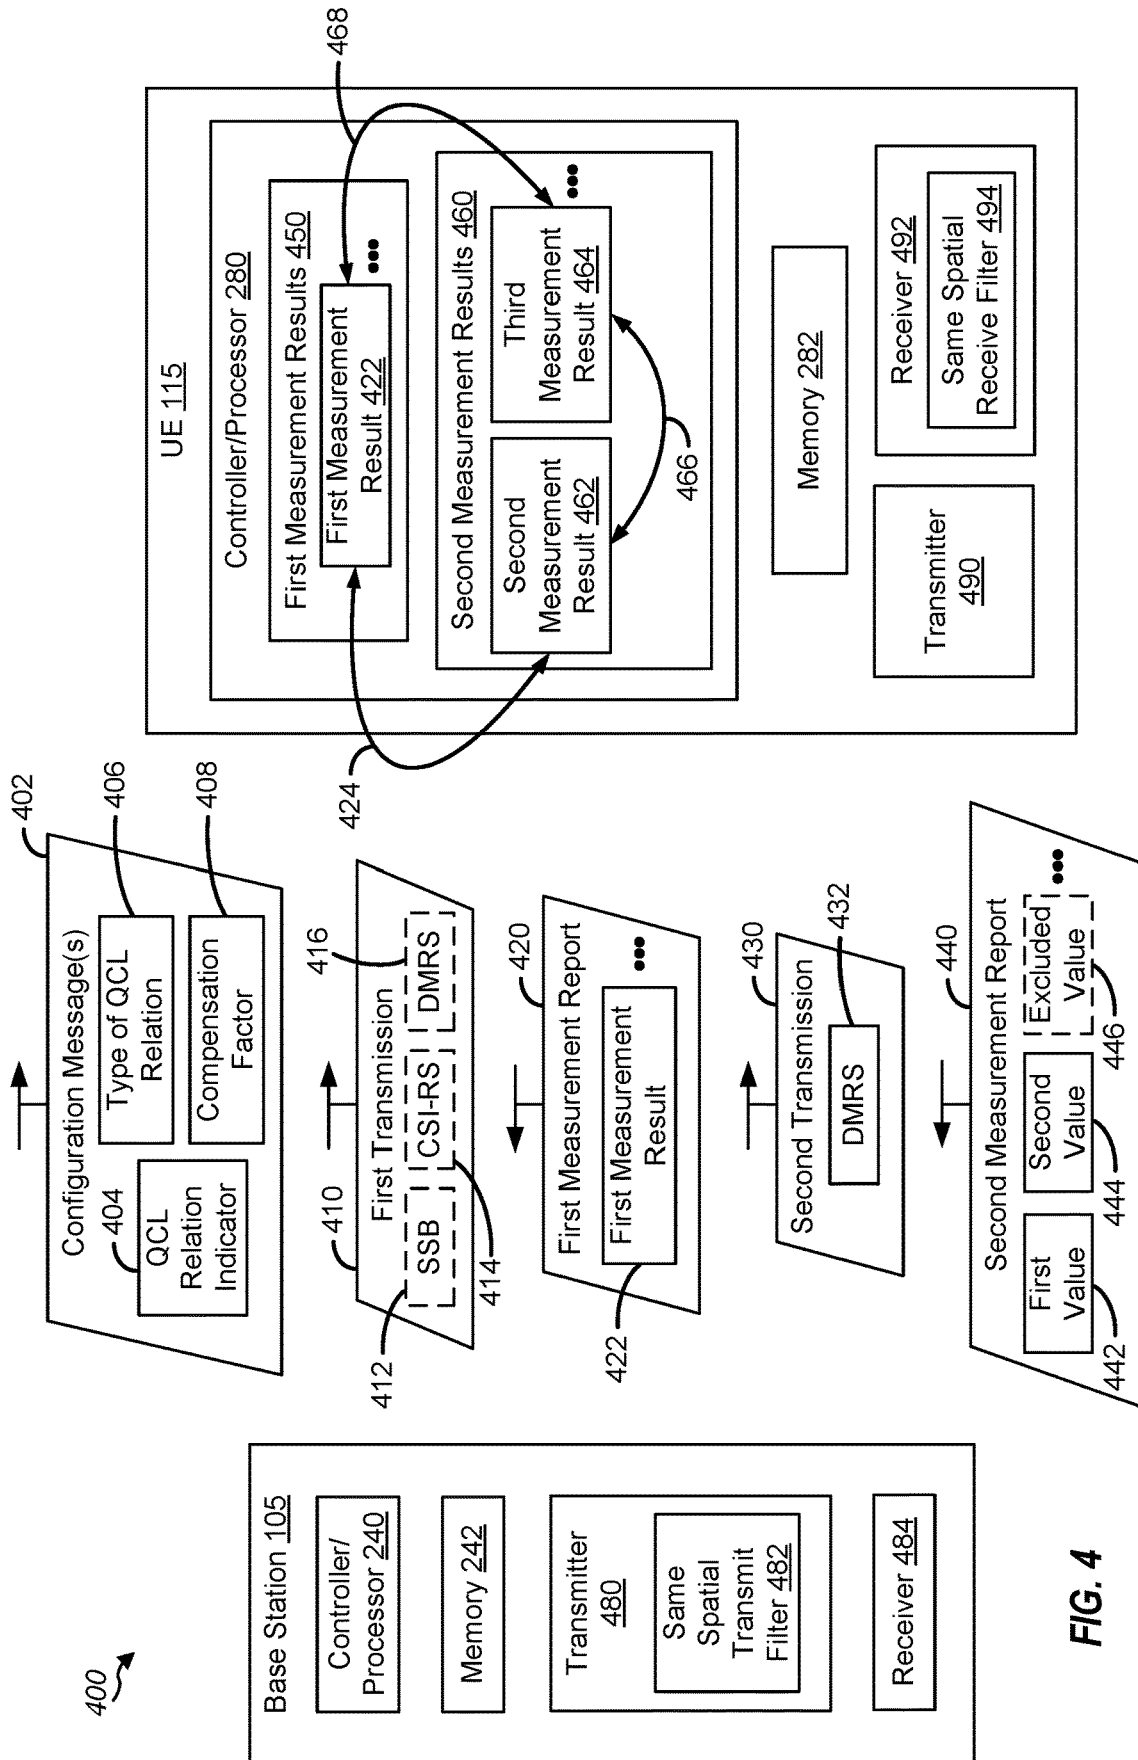 400
Base Station 105
Controller/
Processor 240
Memory 242
Transmitter
480
Same
Spatial
Transmit
Filter 482
Receiver 484
402
Configuration Message(s)
404
QCL
Relation
Indicator
Type of QCL
Relation
406
Compensation
Factor
408
410
First Transmission
416
SSB
CSI-RS
DMRS
412
414
420
First Measurement Report
First Measurement
Result
422
430
Second Transmission
DMRS
432
440
Second Measurement Report
First
Value
Second
Value
Excluded
Value
442
444
446
UE 115
Controller/Processor 280
First Measurement Results 450
First Measurement
Result 422
424
468
Second Measurement Results 460
Second
Measurement
Result 462
Third
Measurement
Result 464
466
Memory 282
Transmitter
490
Receiver 492
Same Spatial
Receive Filter 494
FIG. 4